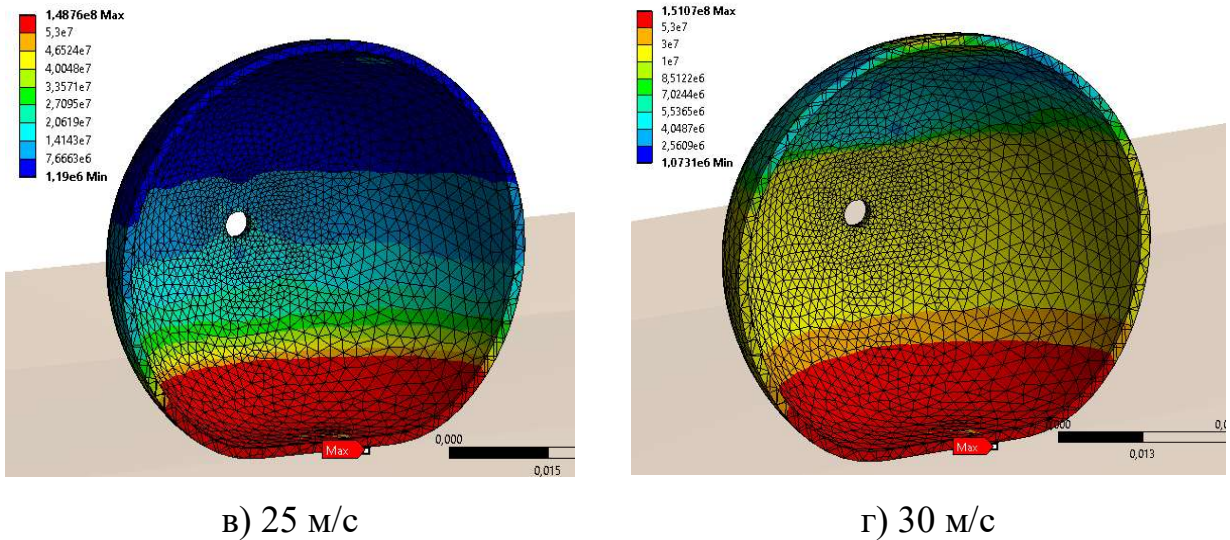 1,4876e8 Max
5,3e7
4,6524e7
4,0048e7
3,3571e7
2,7095e7
2,0619e7
1,4143e7
7,6663e6
1,19e6 Min
Max
0,000
0,015
в) 25 м/с
1,5107e8 Max
5,3e7
3e7
1e7
8,5122e6
7,0244e6
5,5365e6
4,0487e6
2,5609e6
1,0731e6 Min
Max
0,013
г) 30 м/с